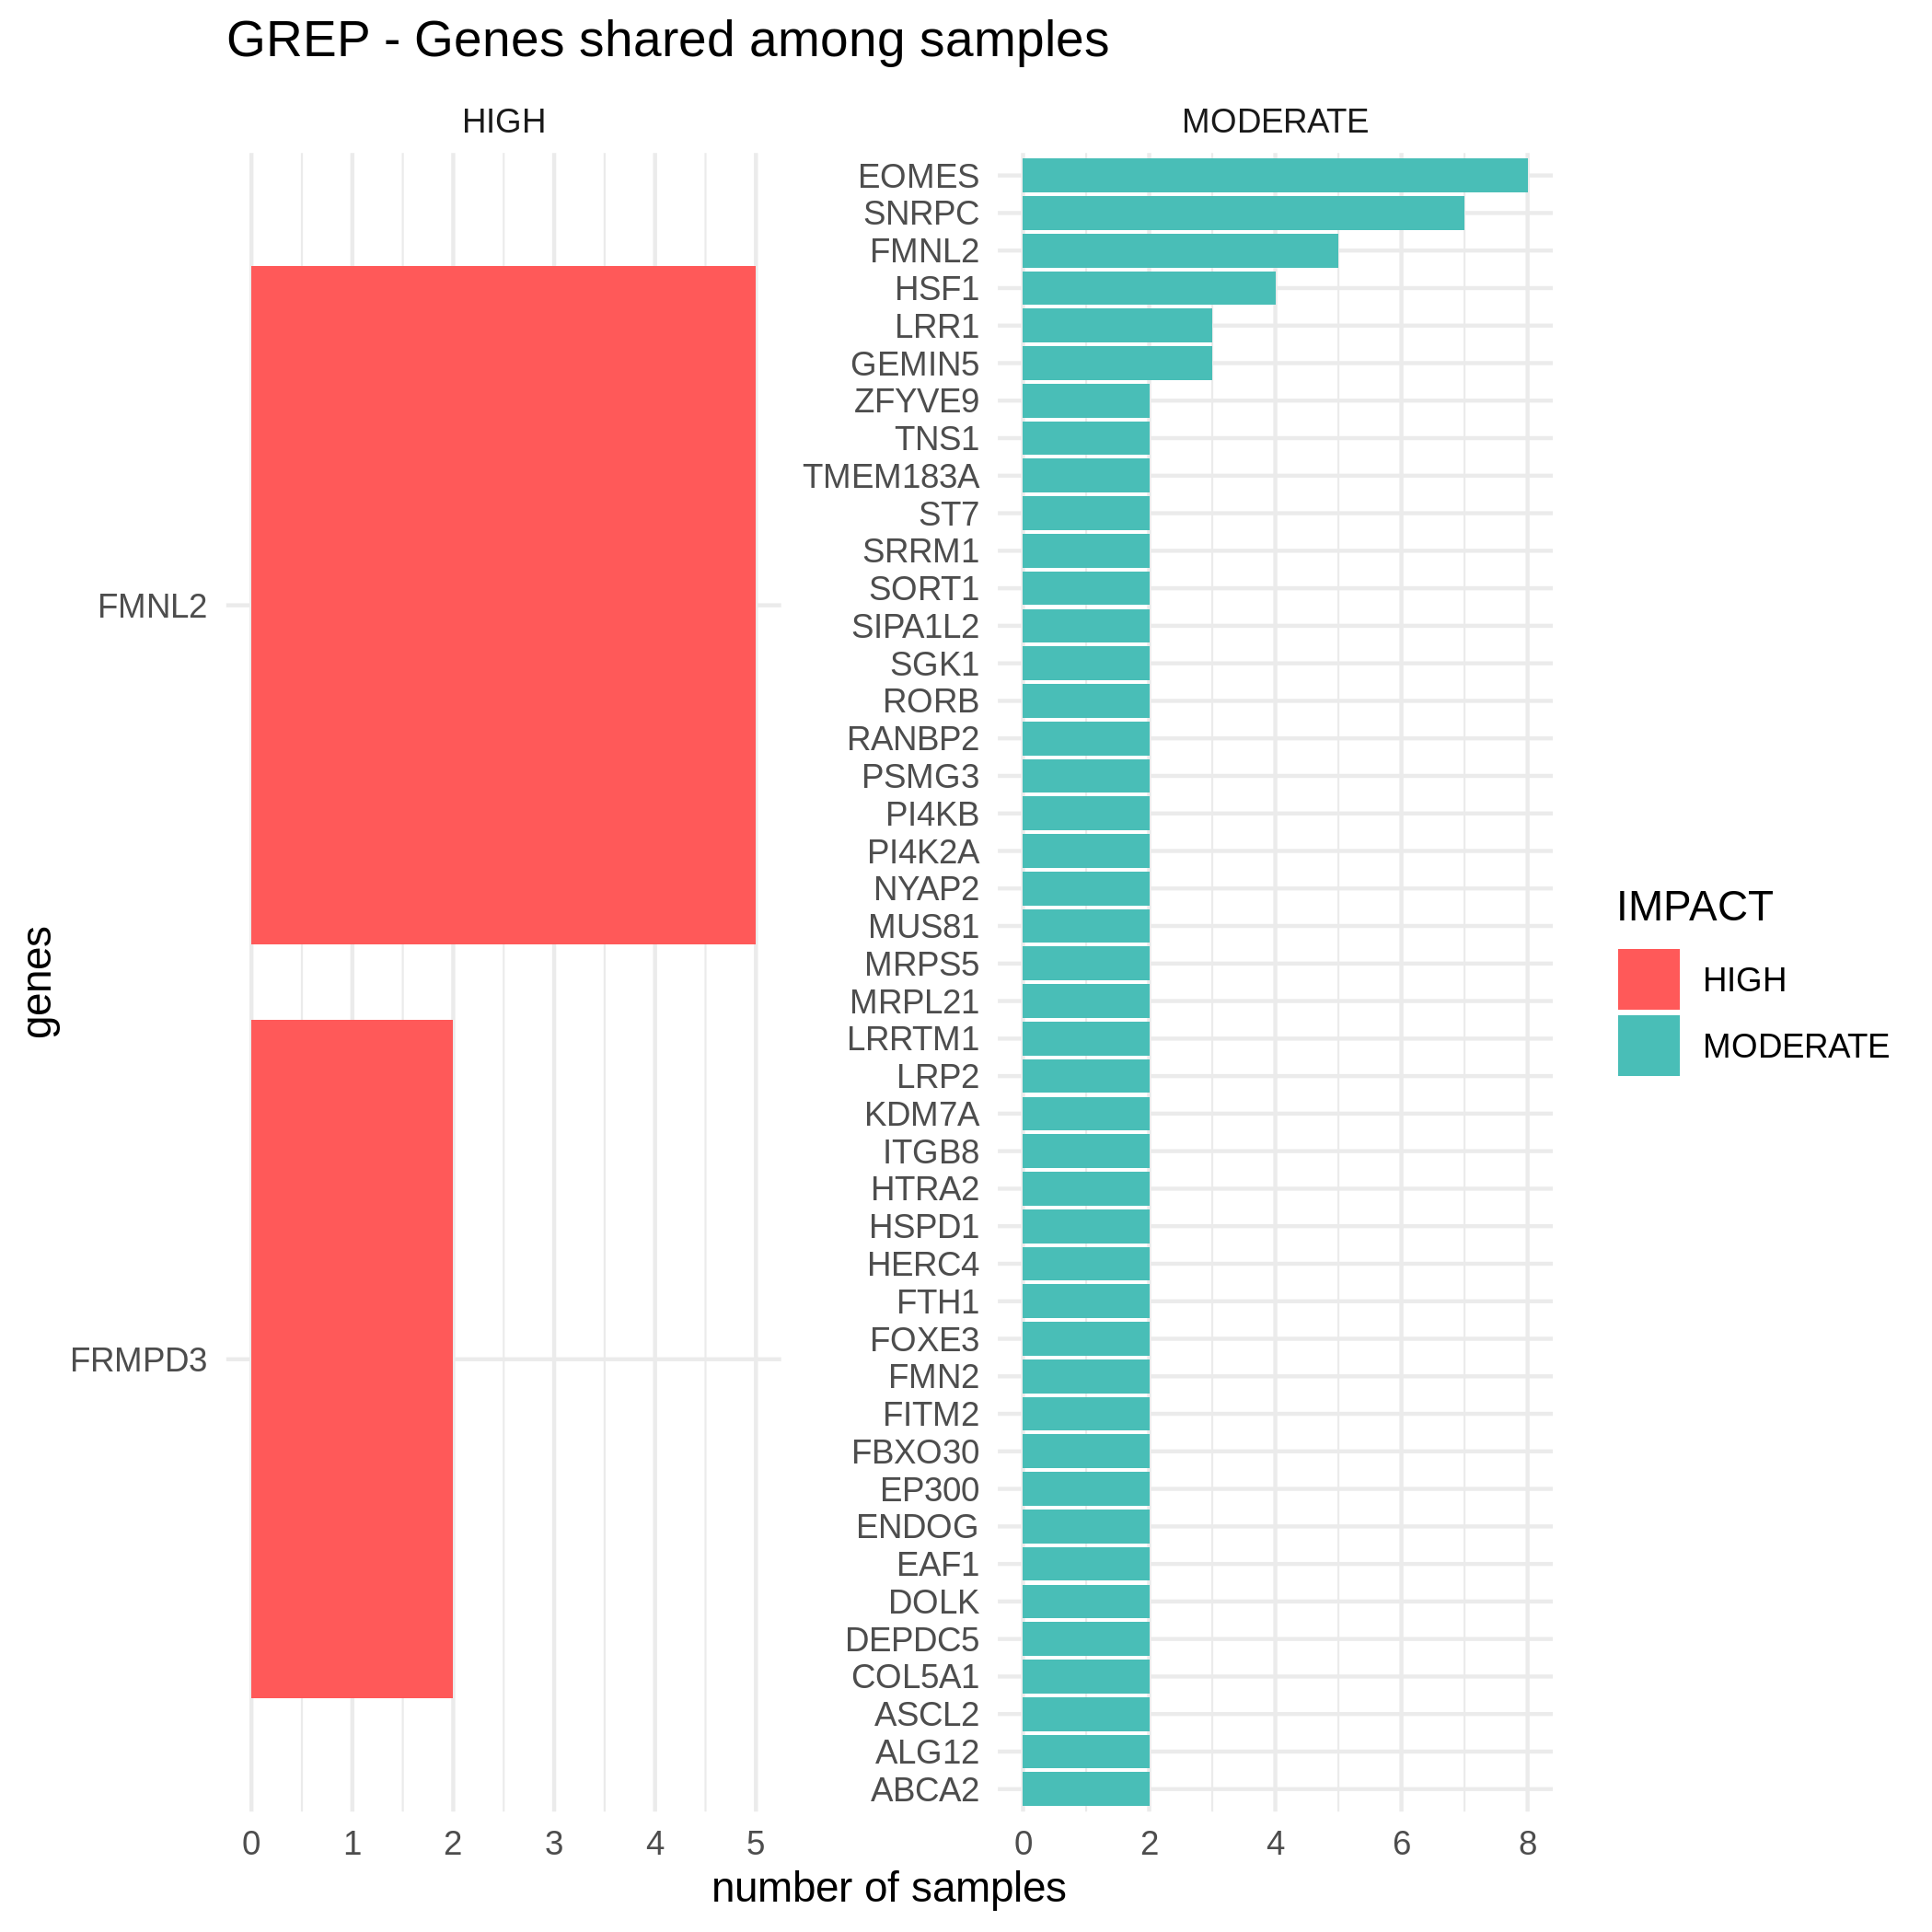 GREP - Genes shared among samples
HIGH
MODERATE
genes
FMNL2
FRMPD3
0 1 2 3 4 5
EOMES
SNRPC
FMNL2
HSF1
LRR1
GEMIN5
ZFYVE9
TNS1
TMEM183A
ST7
SRRM1
SORT1
SIPA1L2
SGK1
RORB
RANBP2
PSMG3
PI4KB
PI4K2A
NYAP2
MUS81
MRPS5
MRPL21
LRRTM1
LRP2
KDM7A
ITGB8
HTRA2
HSPD1
HERC4
FTH1
FOXE3
FMN2
FITM2
FBXO30
EP300
ENDOG
EAF1
DOLK
DEPDC5
COL5A1
ASCL2
ALG12
ABCA2
0 2 4 6 8
number of samples
IMPACT
HIGH
MODERATE